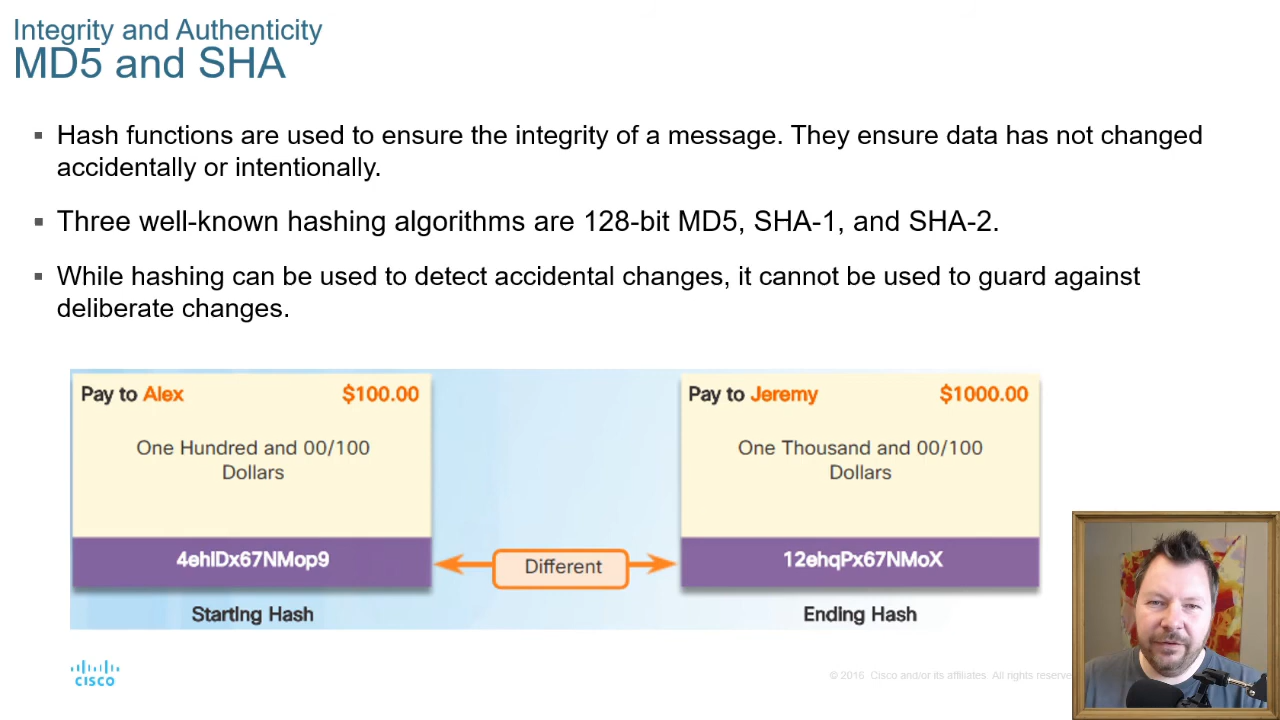 Integrity and Authenticity
MD5 and SHA
Hash functions are used to ensure the integrity of a message. They ensure data has not changed
accidentally or intentionally.
Three well-known hashing algorithms are 128-bit MD5, SHA-1, and SHA-2.
While hashing can be used to detect accidental changes, it cannot be used to guard against
deliberate changes.
Pay to Alex $100.00
One Hundred and 00/100
Dollars
4ehlDx67NMop9
Starting Hash
Different
Pay to Jeremy $1000.00
One Thousand and 00/100
Dollars
12ehqPx67NMoX
Ending Hash
CISCO
© 2016 Cisco and/or its affiliates. All rights reserve